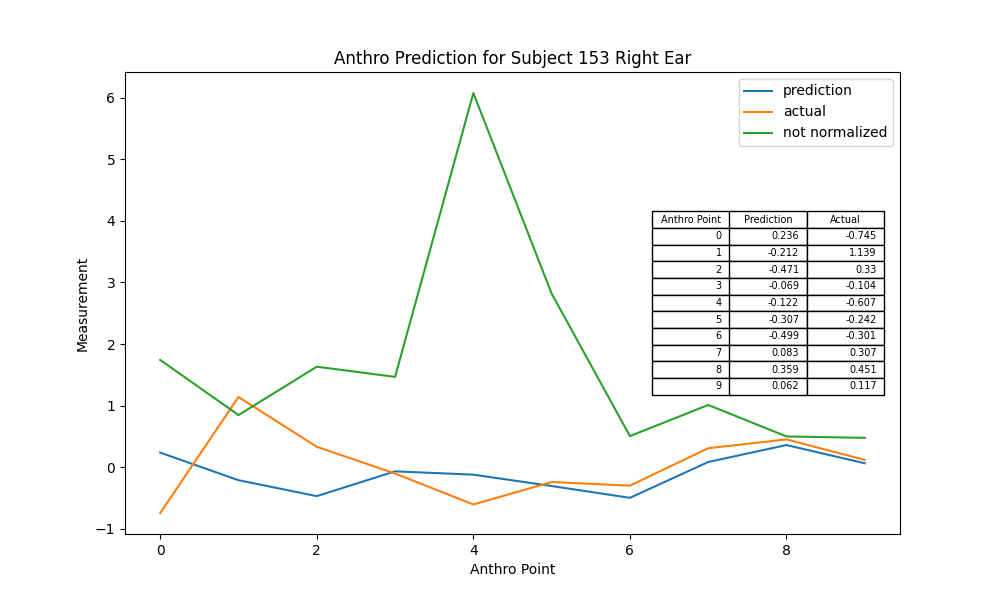 Anthro Prediction for Subject 153 Right Ear
prediction
actual
not normalized
6
5
4
3
2
1
0
−1
Measurement
Anthro Point Prediction Actual
0 0.236 -0.745
1 -0.212 1.139
2 -0.471 0.33
3 -0.069 -0.104
4 -0.122 -0.607
5 -0.307 -0.242
6 -0.499 -0.301
7 0.083 0.307
8 0.359 0.451
9 0.062 0.117
0 2 4 6 8
Anthro Point